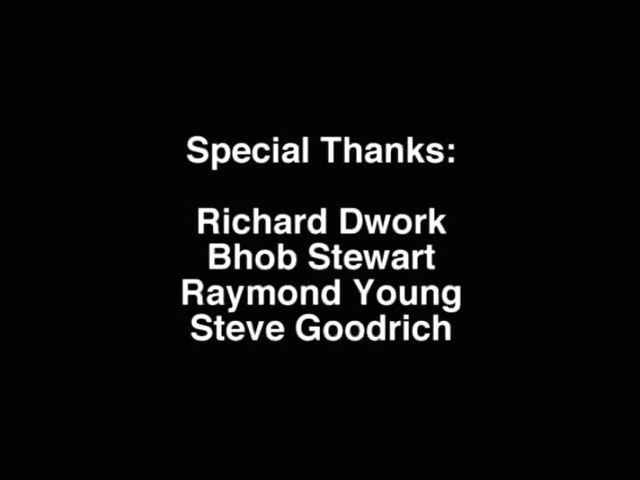 Special Thanks:
Richard Dwork
Bhob Stewart
Raymond Young
Steve Goodrich